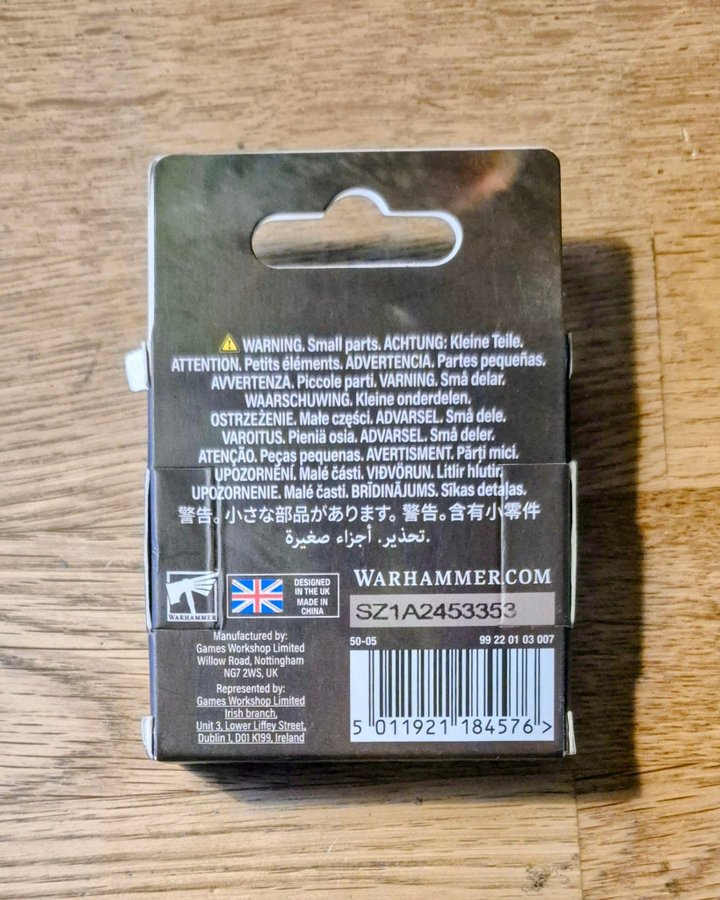 WARNING. Small parts. ACHTUNG: Kleine Teile.
ATTENTION. Petits éléments. ADVERTENCIA. Partes pequeñas.
AVVERTENZA. Piccole parti. VARNING. Små delar.
WAARSCHUWING. Kleine onderdelen.
OSTRZEŻENIE. Małe części. ADVARSEL. Små dele.
VAROITUS. Pieniä osia. ADVARSEL. Små deler.
ATENÇÃO. Peças pequenas. AVERTISMENT. Părți mici.
UPOZORNĚNÍ. Malé části. VIÐVÖRUN. Litlir hlutir.
UPOZORNENIE. Malé časti. BRĪDINĀJUMS. Sīkas detaļas.
警告。小さな部品があります。警告。含有小零件
تحذير. أجزاء صغيرة.
WARHAMMER
DESIGNED
IN THE UK
MADE IN
CHINA
WARHAMMER.COM
SZ1A2453353
50-05 99 22 01 03 007
5 011921 184576 >
Manufactured by:
Games Workshop Limited
Willow Road, Nottingham
NG7 2WS, UK
Represented by:
Games Workshop Limited
Irish branch,
Unit 3, Lower Liffey Street,
Dublin 1, D01 K199, Ireland